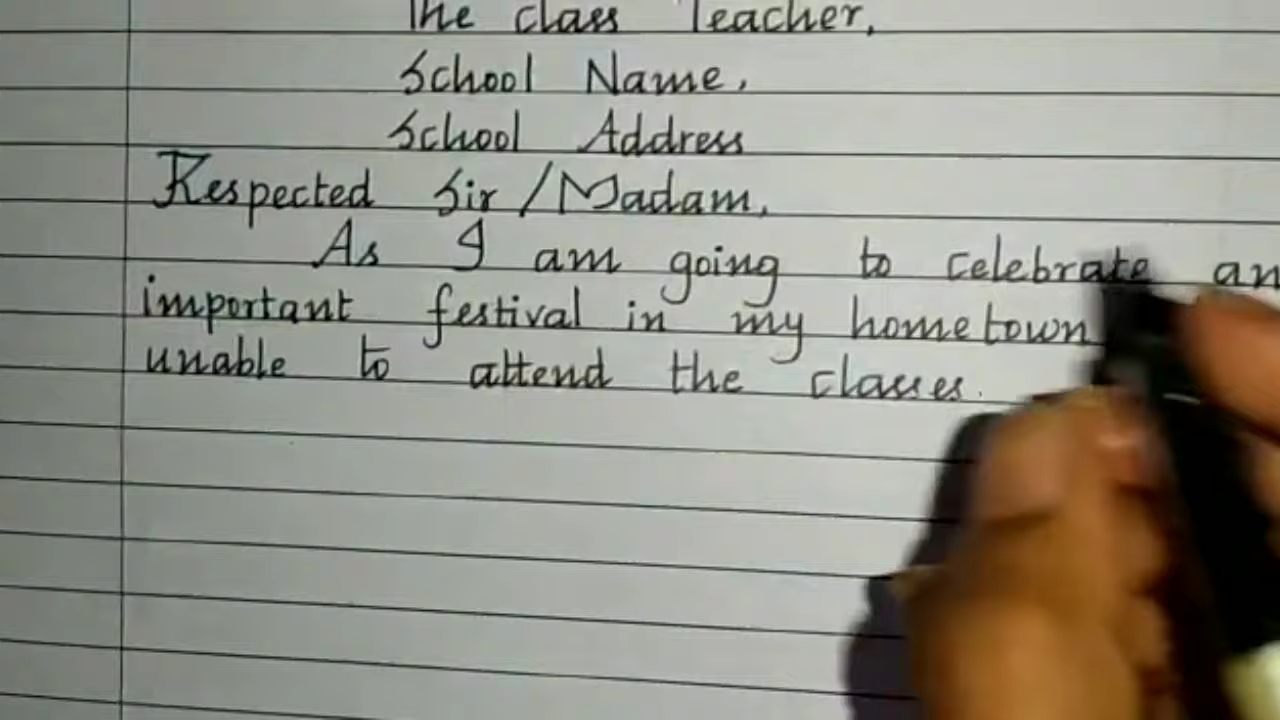 The class Teacher,
School Name,
School Address
Respected Sir/Madam,
As I am going to celebrate an
important festival in my hometown
unable to attend the classes.